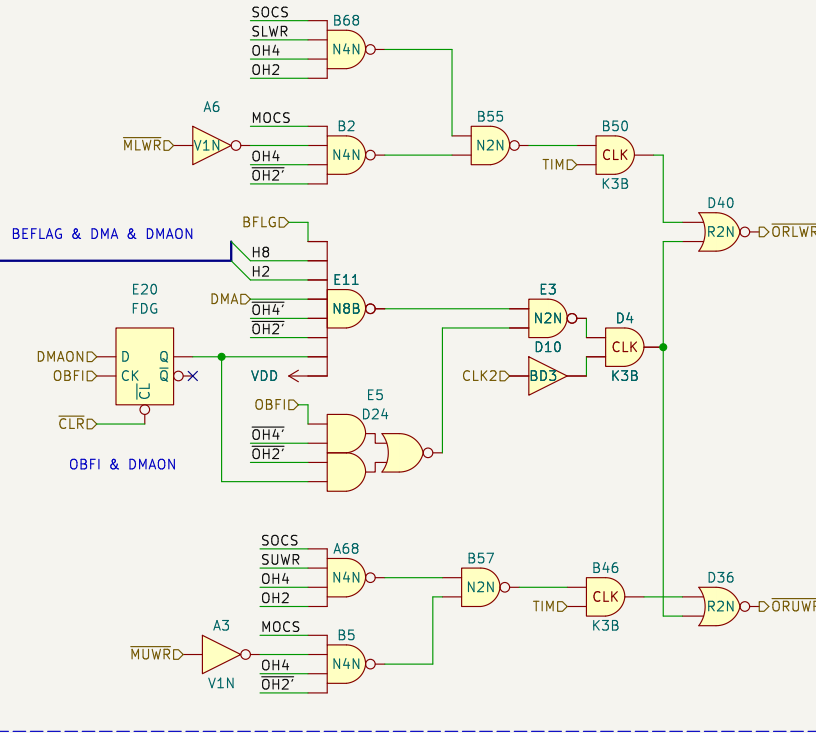 SOCS
B68
SLWR
N4N
OH4
OH2
A6
MOCS
B2
B55
B50
MLWR
V1N
N4N
N2N
CLK
OH4
TIM
OH2'
K3B
D40
BFLG
R2N
ORLWR
BEFLAG & DMA & DMAON
H8
H2
E11
E20
DMA
E3
FDG
OH4'
N8B
N2N
D4
OH2'
DMAON
D
Q
D10
CLK
OBFI
CK
Q
VDD
CLK2
BD3
K3B
CL
E5
OBFI
D24
CLR
OH4'
OH2'
OBFI & DMAON
SOCS
A68
SUWR
B57
B46
D36
OH4
N4N
N2N
CLK
OH2
TIM
R2N
ORUWR
K3B
A3
MOCS
B5
MUWR
OH4
N4N
V1N
OH2'